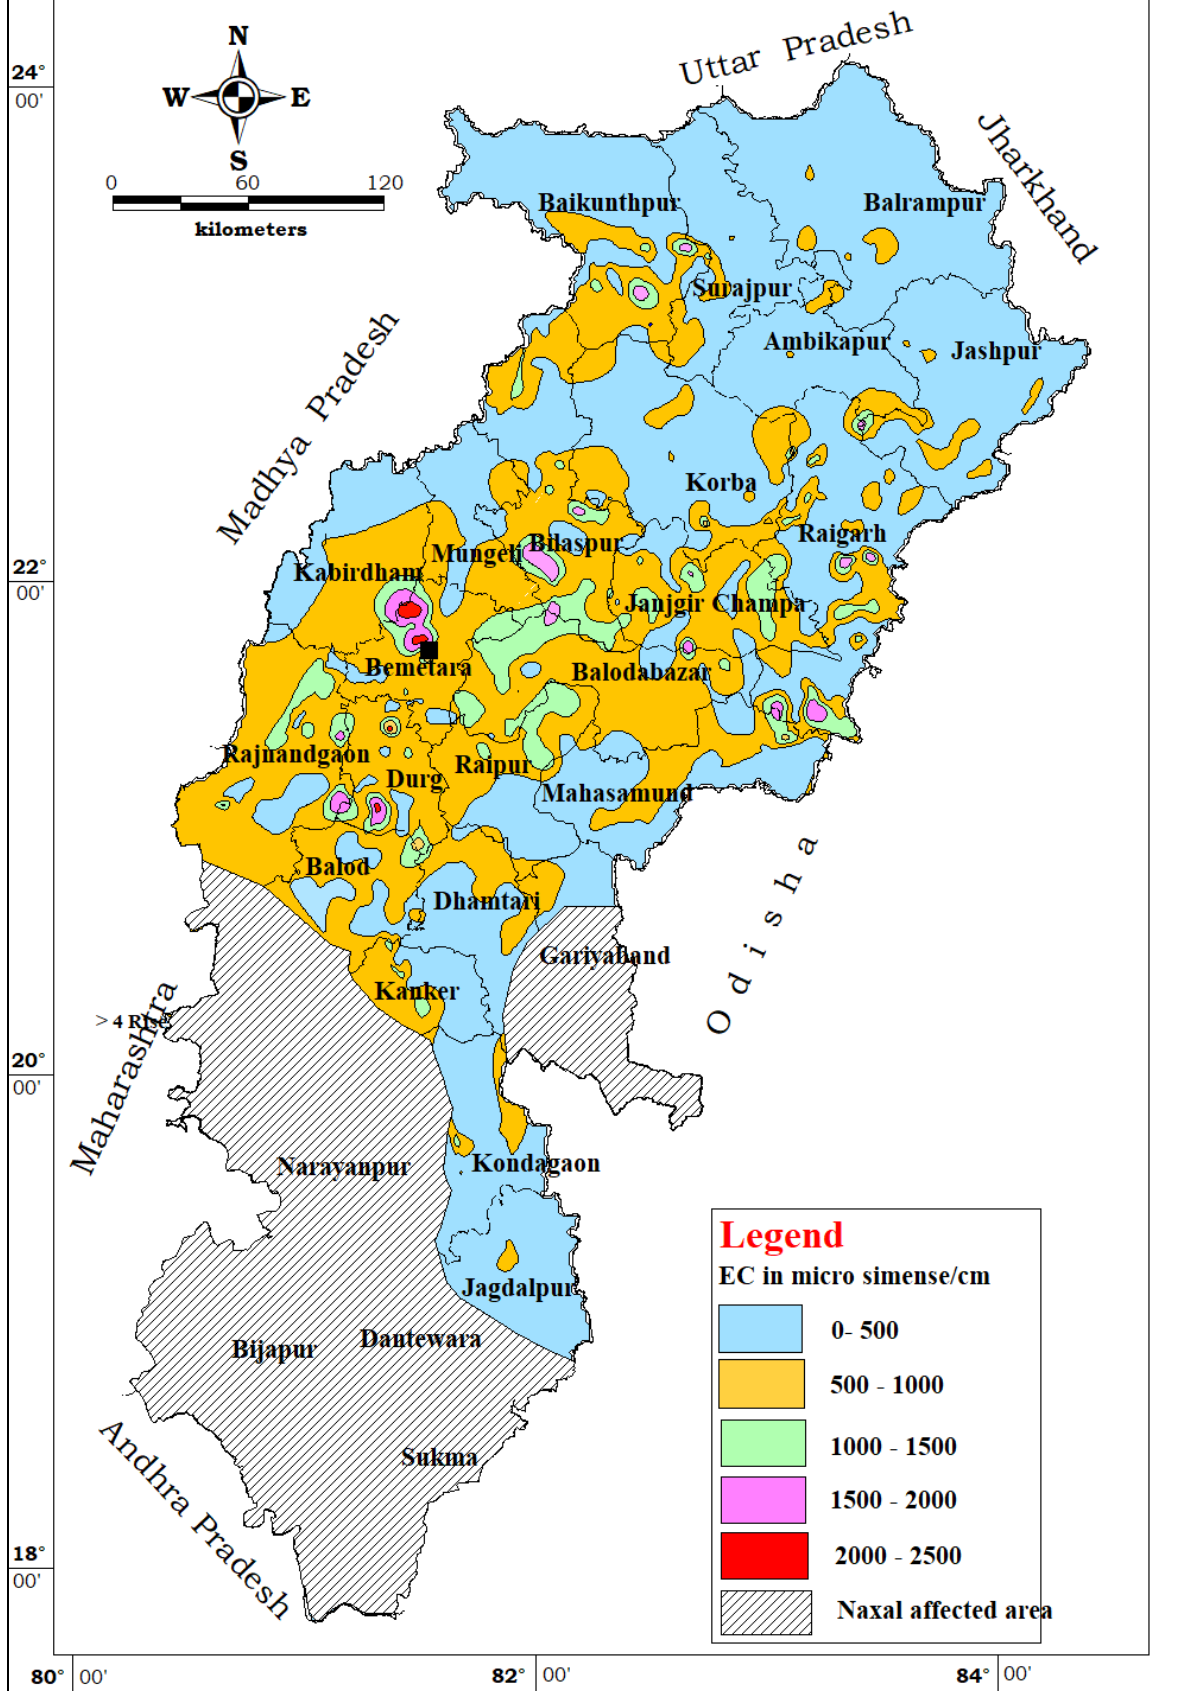 N
W E
S
0 60 120
kilometers
24°
00'
22°
00'
20°
00'
18°
00'
80° 00'
82° 00'
84° 00'
Uttar Pradesh
Jharkhand
Madhya Pradesh
Odisha
Maharashtra
Andhra Pradesh
Baikunthpur
Balrampur
Surajpur
Ambikapur
Jashpur
Korba
Raigarh
Mungeli
Bilaspur
Kabirdham
Janjgir Champa
Bemetara
Balodabazar
Rajnandgaon
Raipur
Durg
Mahasamund
Balod
Dhamtari
Gariyaband
Kanker
> 4 Rise
Narayanpur
Kondagaon
Jagdalpur
Dantewara
Bijapur
Sukma
Legend
EC in micro simense/cm
0- 500
500 - 1000
1000 - 1500
1500 - 2000
2000 - 2500
Naxal affected area